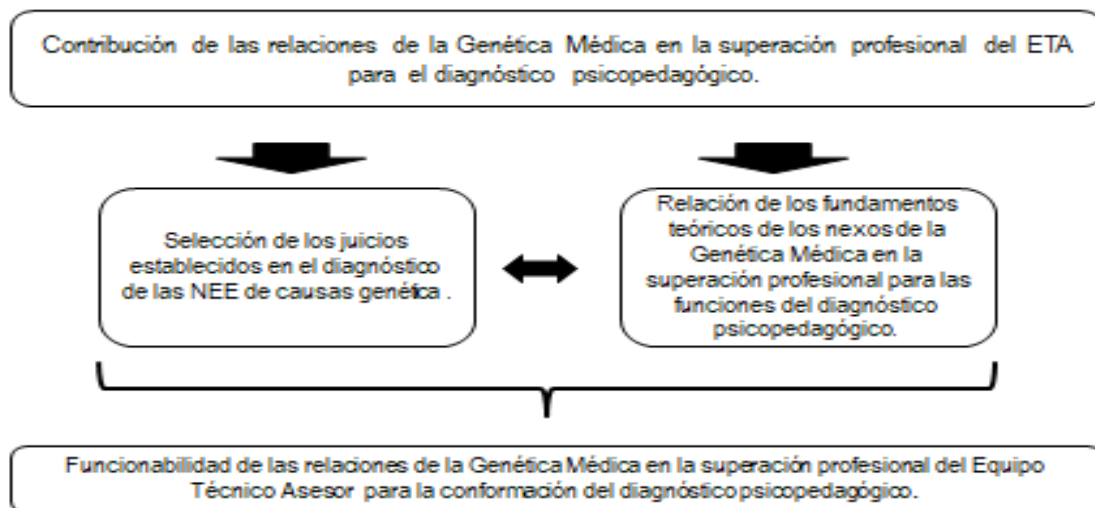 Contribución de las relaciones de la Genética Médica en la superación profesional del ETA
para el diagnóstico psicopedagógico.
Selección de los juicios
establecidos en el diagnóstico
de las NEE de causas genética .
Relación de los fundamentos
teóricos de los nexos de la
Genética Médica en la
superación profesional para las
funciones del diagnóstico
psicopedagógico.
Funcionabilidad de las relaciones de la Genética Médica en la superación profesional del Equipo
Técnico Asesor para la conformación del diagnóstico psicopedagógico.